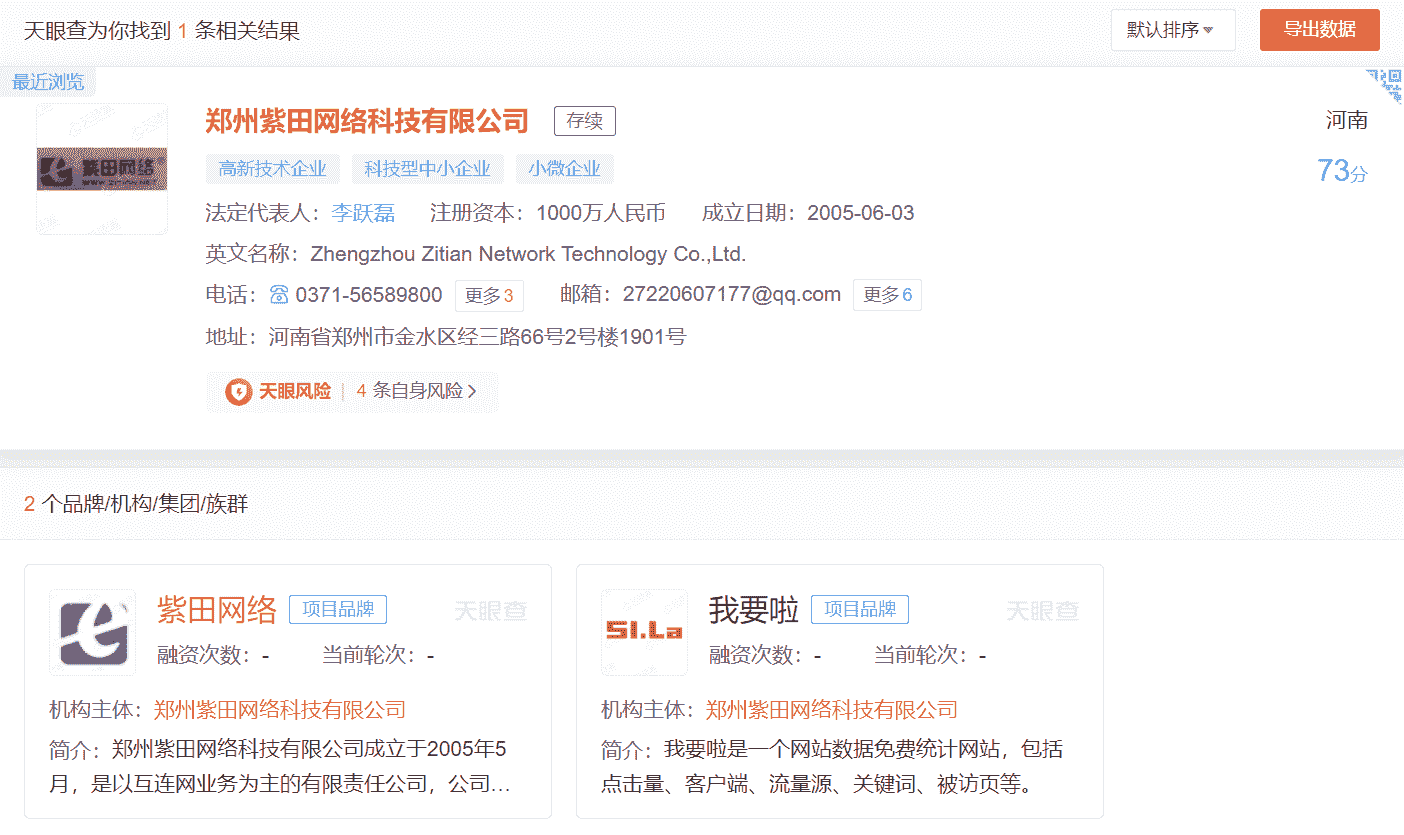 天眼查为你找到 1 条相关结果
默认排序
导出数据
最近浏览
郑州紫田网络科技有限公司 存续
河南
紫田网络
高新技术企业 科技型中小企业 小微企业
73分
法定代表人：李跃磊 注册资本：1000万人民币 成立日期：2005-06-03
英文名称：Zhengzhou Zitian Network Technology Co.,Ltd.
电话：0371-56589800 更多3 邮箱：27220607177@qq.com 更多6
地址：河南省郑州市金水区经三路66号2号楼1901号
天眼风险 4 条自身风险
2 个品牌/机构/集团/族群
紫田网络 项目品牌 天眼查
融资次数：- 当前轮次：-
机构主体：郑州紫田网络科技有限公司
简介：郑州紫田网络科技有限公司成立于2005年5
月，是以互连网业务为主的有限责任公司，公司...
51.La
我要啦 项目品牌 天眼查
融资次数：- 当前轮次：-
机构主体：郑州紫田网络科技有限公司
简介：我要啦是一个网站数据免费统计网站，包括
点击量、客户端、流量源、关键词、被访页等。